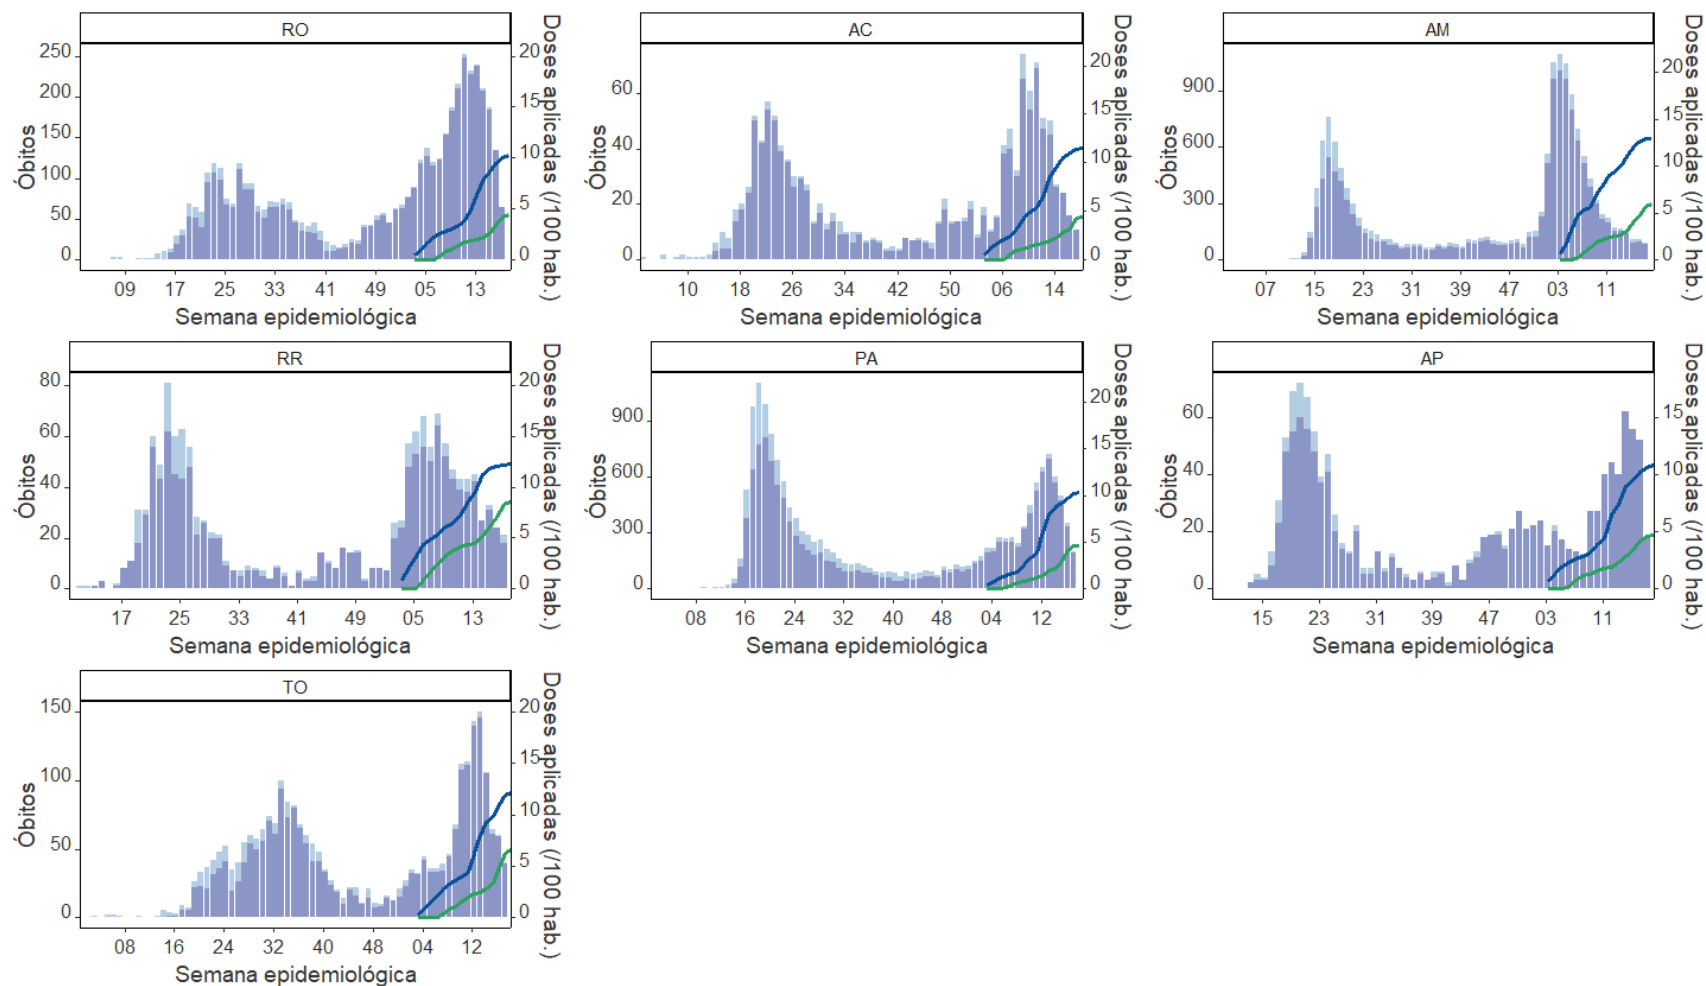 RO
250
200
150
100
50
0
20
15
10
5
0
09 17 25 33 41 49 05 13
Semana epidemiológica
Óbitos
Doses aplicadas (/100 hab.)
AC
60
40
20
0
20
15
10
5
0
10 18 26 34 42 50 06 14
Semana epidemiológica
Óbitos
Doses aplicadas (/100 hab.)
AM
900
600
300
0
20
15
10
5
0
07 15 23 31 39 47 03 11
Semana epidemiológica
Óbitos
Doses aplicadas (/100 hab.)
RR
80
60
40
20
0
20
15
10
5
0
17 25 33 41 49 05 13
Semana epidemiológica
Óbitos
Doses aplicadas (/100 hab.)
PA
900
600
300
0
20
15
10
5
0
08 16 24 32 40 48 04 12
Semana epidemiológica
Óbitos
Doses aplicadas (/100 hab.)
AP
60
40
20
0
15
10
5
0
15 23 31 39 47 03 11
Semana epidemiológica
Óbitos
Doses aplicadas (/100 hab.)
TO
150
100
50
0
20
15
10
5
0
08 16 24 32 40 48 04 12
Semana epidemiológica
Óbitos
Doses aplicadas (/100 hab.)